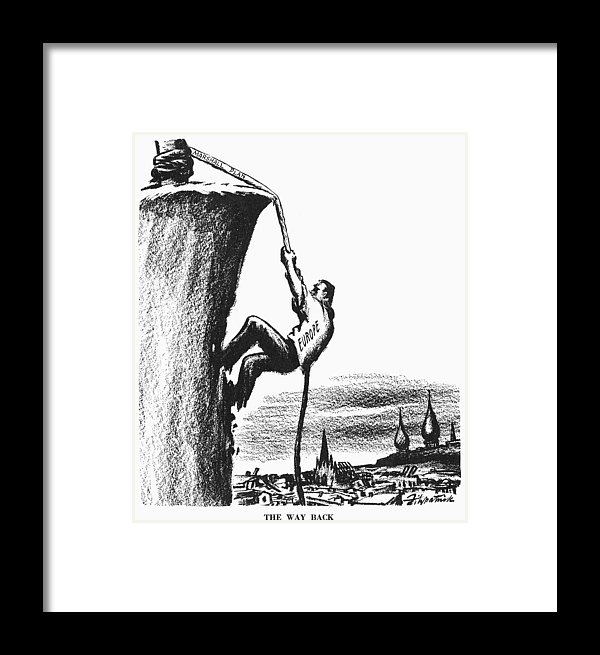 MARSHALL PLAN
EUROPE
Fitzpatrick
THE WAY BACK